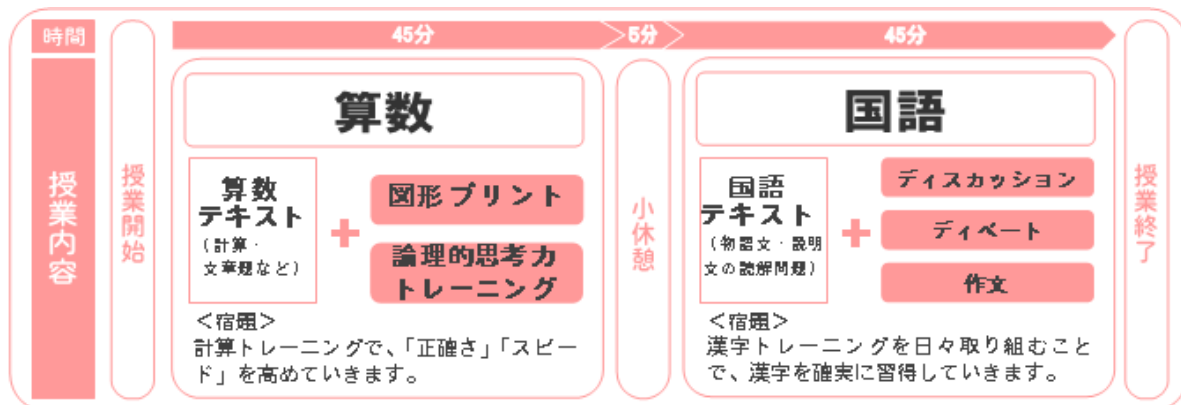 時間
45分
5分
45分
授業内容
授業開始
算数
算数
テキスト
(計算・
文章題など)
+
図形プリント
論理的思考力
トレーニング
<宿題>
計算トレーニングで、「正確さ」「スピー
ド」を高めていきます。
小休憩
国語
国語
テキスト
(物語文・説明
文の読解問題)
+
ディスカッション
ディベート
作文
<宿題>
漢字トレーニングを日々取り組むこと
で、漢字を確実に習得していきます。
授業終了